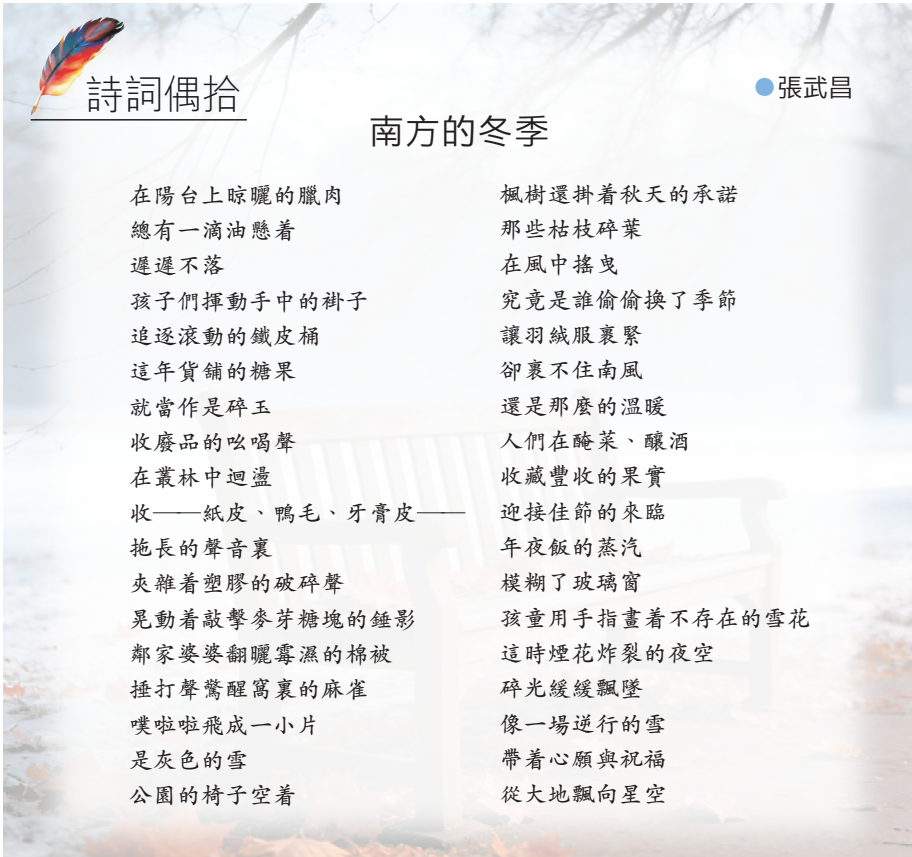 詩詞偶拾
●張武昌
南方的冬季
在陽台上晾曬的臘肉
總有一滴油懸着
遲遲不落
孩子們揮動手中的褂子
追逐滾動的鐵皮桶
這年貨舖的糖果
就當作是碎玉
收廢品的吆喝聲
在叢林中迴盪
收——紙皮、鴨毛、牙膏皮——
拖長的聲音裏
夾雜着塑膠的破碎聲
晃動着敲擊麥芽糖塊的錘影
鄰家婆婆翻曬霉濕的棉被
捶打聲驚醒窩裏的麻雀
噗啦啦飛成一小片
是灰色的雪
公園的椅子空着
楓樹還掛着秋天的承諾
那些枯枝碎葉
在風中搖曳
究竟是誰偷偷換了季節
讓羽絨服裹緊
卻裹不住南風
還是那麼的溫暖
人們在醃菜、釀酒
收藏豐收的果實
迎接佳節的來臨
年夜飯的蒸汽
模糊了玻璃窗
孩童用手指畫着不存在的雪花
這時煙花炸裂的夜空
碎光緩緩飄墜
像一場逆行的雪
帶着心願與祝福
從大地飄向星空